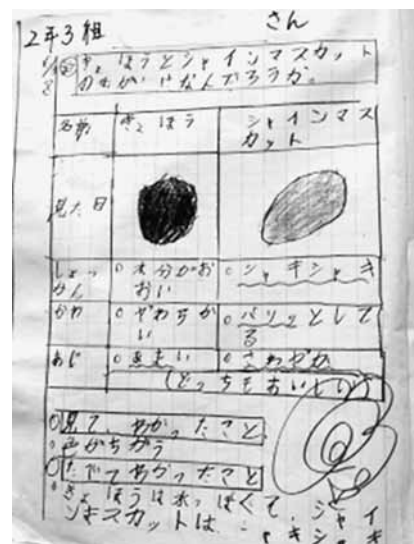 2年3組 さん
きょほうとシャインマスカット
のちがいはなんだろうか。
名前 きょほう シャインマスカット
見た目
しょっかん 水分がおおい シャキシャキ
かわ やわらかい パリッとしてる
あじ あまい さわやか
(どっちもおいしい)
見て、わかったこと
色がちがう
たべてわかったこと
きょほうは水っぽくて、シャイ
ンマスカットは シャキシャキ